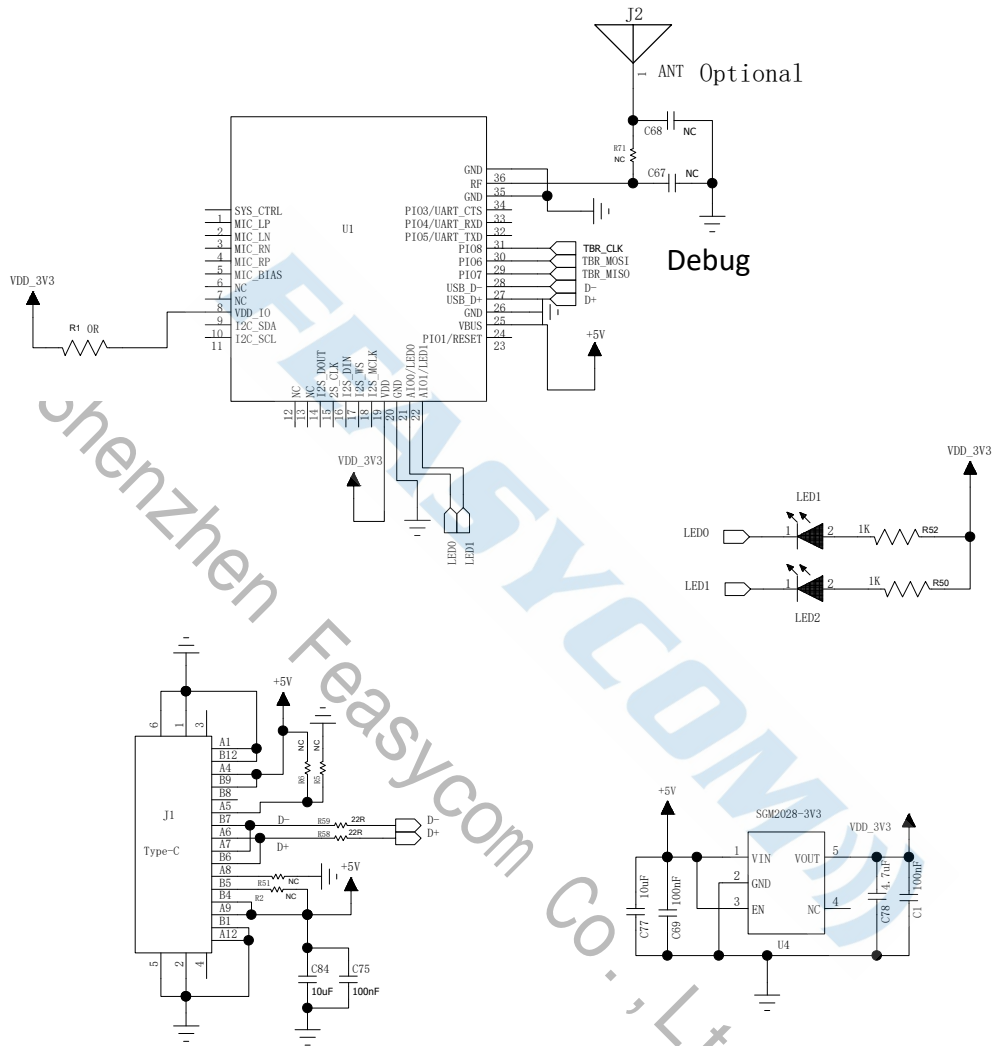 J2
1
ANT Optional
C68 NC
R71
NC
C67 NC
Debug
U1
SYS_CTRL
1 MIC_LP
2 MIC_LN
3 MIC_RN
4 MIC_RP
5 MIC_BIAS
6 NC
7 NC
8 VDD_IO
9 I2C_SDA
10 I2C_SCL
11
GND
36
RF
35
GND
34
PIO3/UART_CTS
33
PIO4/UART_RXD
32
PIO5/UART_TXD
31
PIO8
30
PIO6
29
PIO7
28
USB_D-
27
USB_D+
26
GND
25
VBUS
24
PIO1/RESET
23
TBR_CLK
TBR_MOSI
TBR_MISO
D-
D+
+5V
VDD_3V3
R1 0R
NC
NC
I2S_DOUT
2S_CLK
I2S_DIN
I2S_WS
I2S_MCLK
VDD
GND
AIO0/LED0
AIO1/LED1
12 13 14 15 16 17 18 19 20 21 22
VDD_3V3
LED0
LED1
VDD_3V3
LED1
LED0 1 2 1K R52
LED1 1 2 1K R50
LED2
+5V
6 1 3
J1
Type-C
A1
B12
A4
B9
B8
A5
B7
A6
A7
B6
A8
B5
B4
A9
B1
A12
5 2 4
NC NC
R6 R5
D- R59 22R D-
D+ R58 22R D+
R51 NC
R2 NC
+5V
C84
10uF
C75
100nF
+5V
SGM2028-3V3
VDD_3V3
1 VIN VOUT 5
2 GND
3 EN NC 4
U4
C77 10uF
C69 100nF
C78 4.7uF
C1 100nF
FEASYCOM
Shenzhen Feasycom Co., Lt